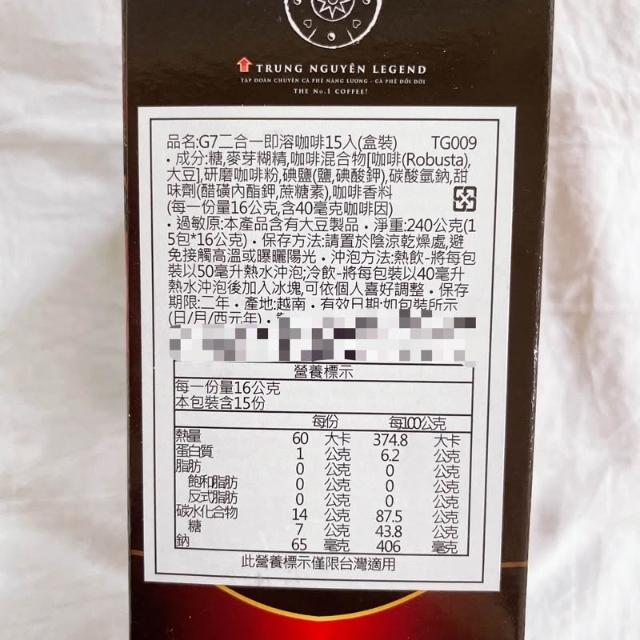 TRUNG NGUYÊN LEGEND
TẬP ĐOÀN CHUYÊN CÀ PHÊ NĂNG LƯỢNG - CÀ PHÊ ĐỔI ĐỜI
THE No.1 COFFEE!
品名:G7二合一即溶咖啡15入(盒裝) TG009
・成分:糖,麥芽糊精,咖啡混合物[咖啡(Robusta),
大豆],研磨咖啡粉,碘鹽(鹽,碘酸鉀),碳酸氫鈉,甜
味劑(醋磺內酯鉀,蔗糖素),咖啡香料
(每一份量16公克,含40毫克咖啡因)
・過敏原:本產品含有大豆製品・淨重:240公克(1
5包*16公克)・保存方法:請置於陰涼乾燥處,避
免接觸高溫或曝曬陽光・沖泡方法:熱飲-將每包
裝以50毫升熱水沖泡;冷飲-將每包裝以40毫升
熱水沖泡後加入冰塊,可依個人喜好調整・保存
期限:二年・產地:越南・有效日期:如包裝所示
(日/月/西元年)・
營養標示
每一份量16公克
本包裝含15份
每份 每100公克
熱量 60 大卡 374.8 大卡
蛋白質 1 公克 6.2 公克
脂肪 0 公克 0 公克
飽和脂肪 0 公克 0 公克
反式脂肪 0 公克 0 公克
碳水化合物 14 公克 87.5 公克
糖 7 公克 43.8 公克
鈉 65 毫克 406 毫克
此營養標示僅限台灣適用